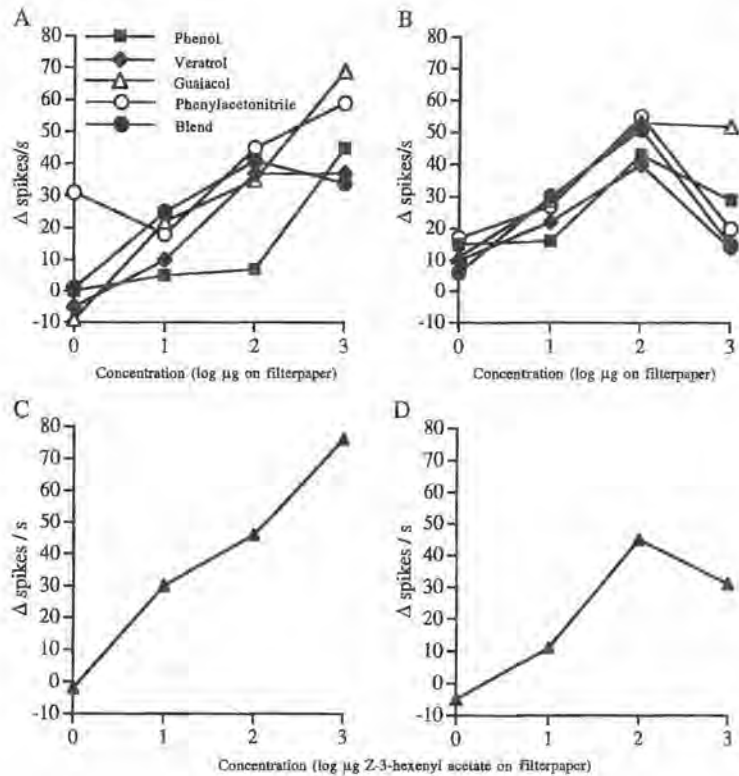 A
Δ spikes/s
80
70
60
50
40
30
20
10
0
-10
Phenol
Veratrol
Guaiacol
Phenylacetonitrile
Blend
0 1 2 3
Concentration (log µg on filterpaper)
B
Δ spikes/s
80
70
60
50
40
30
20
10
0
-10
0 1 2 3
Concentration (log µg on filterpaper)
C
Δ spikes / s
80
70
60
50
40
30
20
10
0
-10
0 1 2 3
D
Δ spikes / s
80
70
60
50
40
30
20
10
0
-10
0 1 2 3
Concentration (log µg Z-3-hexenyl acetate on filterpaper)